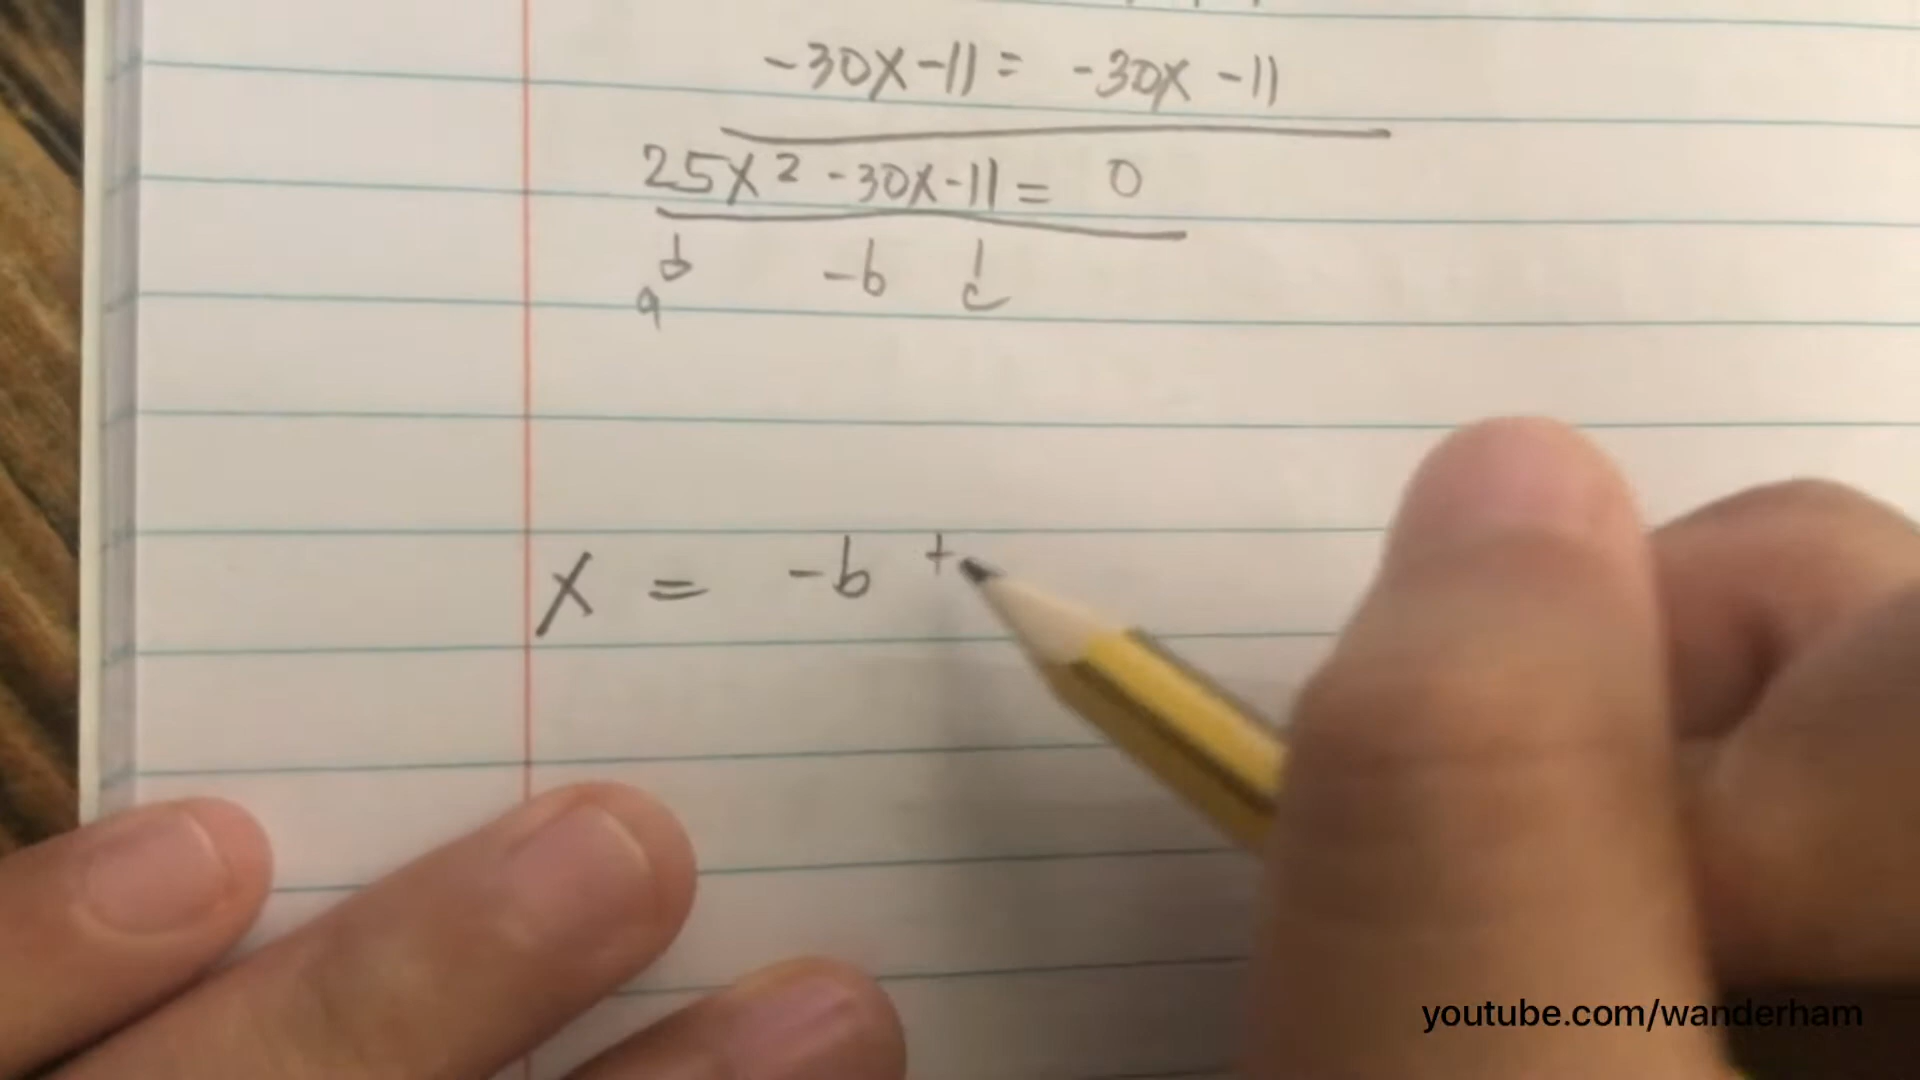 -30x-11 = -30x -11
25x² -30x-11 = 0
-b
a c
x = -b +
youtube.com/wanderham